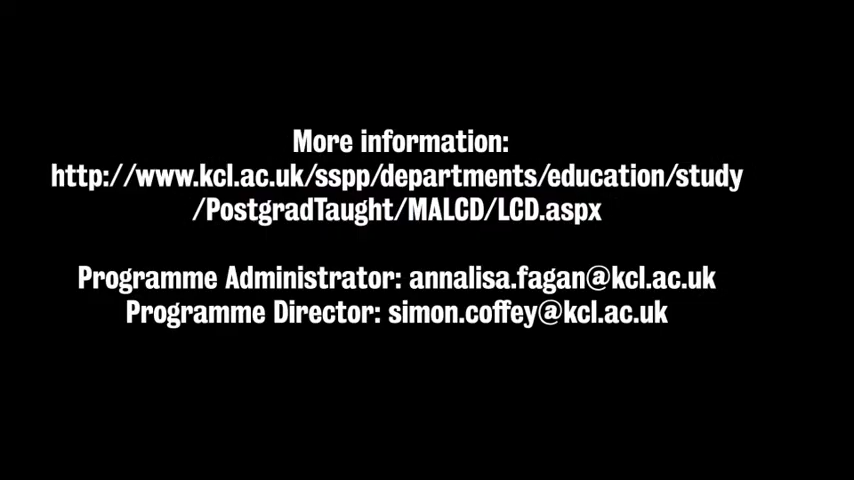 More information:
http://www.kcl.ac.uk/sspp/departments/education/study
/PostgradTaught/MALCD/LCD.aspx
Programme Administrator: annalisa.fagan@kcl.ac.uk
Programme Director: simon.coffey@kcl.ac.uk